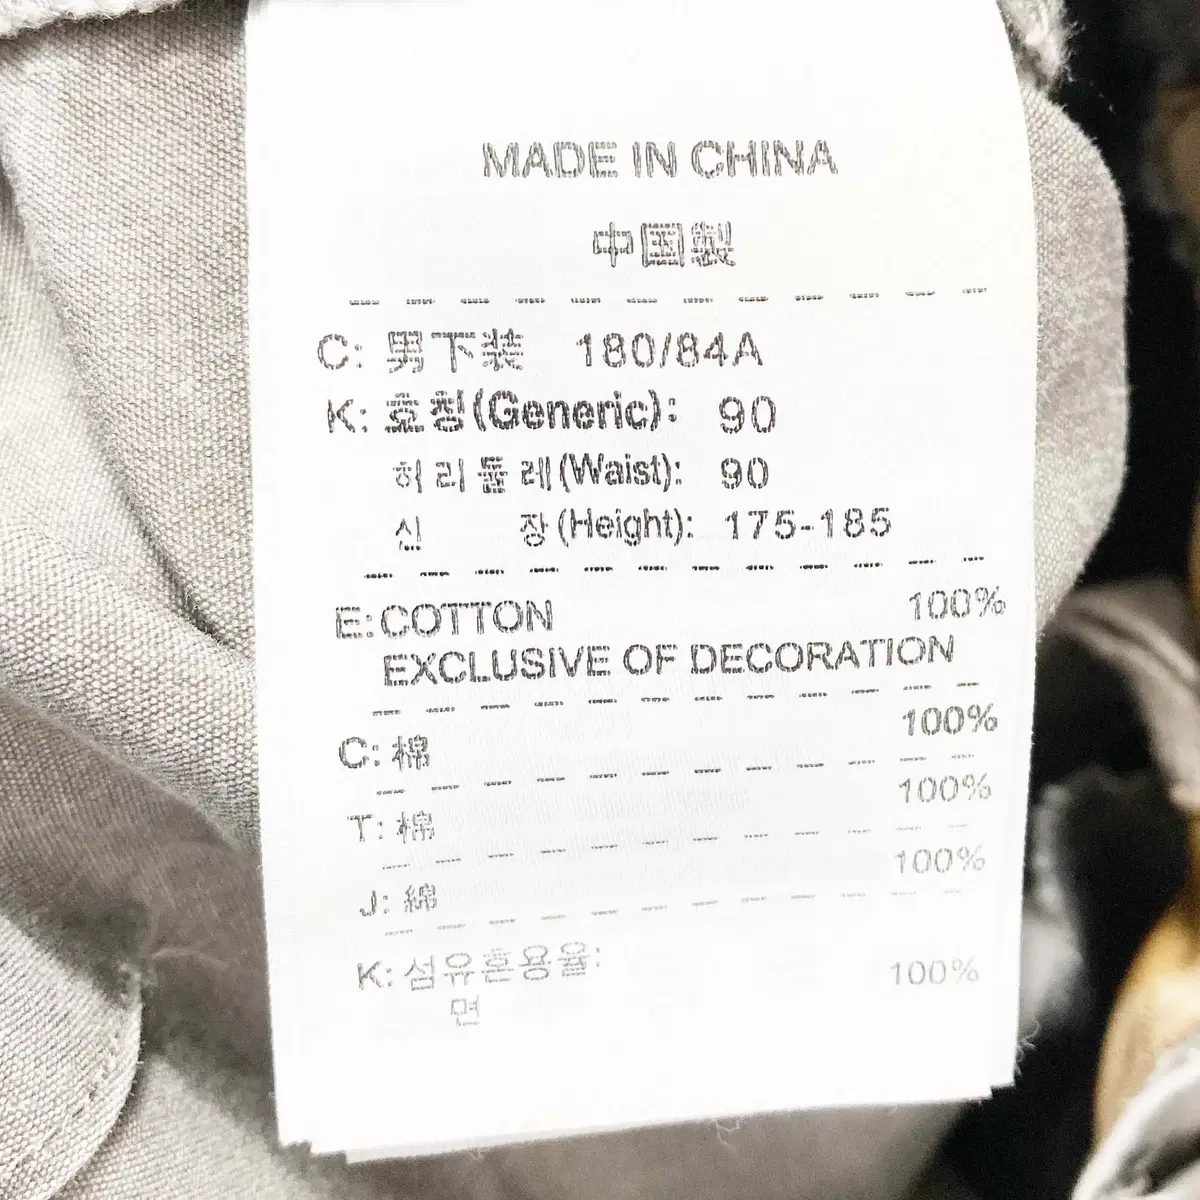 MADE IN CHINA
中国製
C: 男下装 180/84A
K: 호칭(Generic): 90
허리둘레(Waist): 90
신 장(Height): 175-185
E:COTTON 100%
EXCLUSIVE OF DECORATION
C: 棉 100%
T: 棉 100%
J: 綿 100%
K: 섬유혼용율:
면 100%